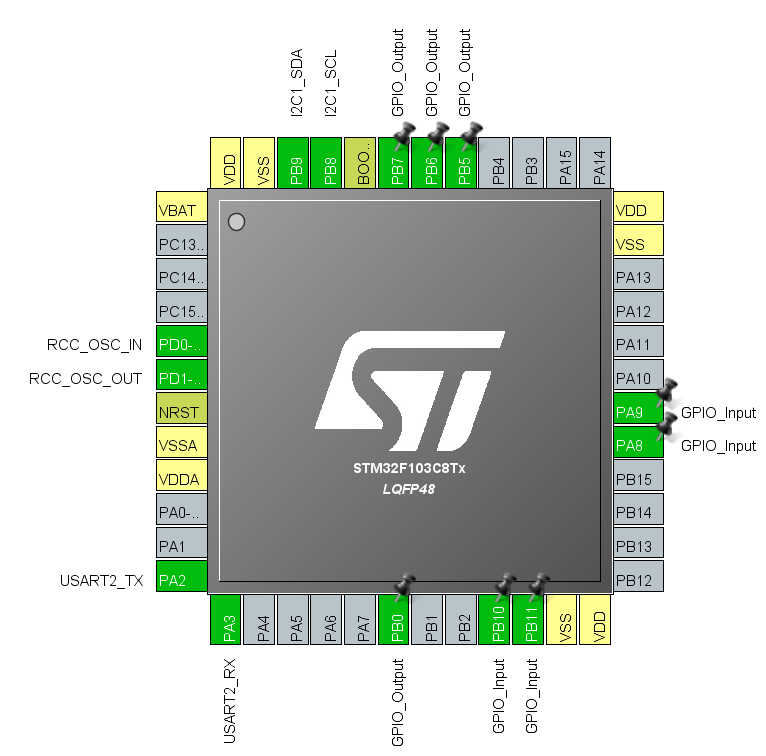 I2C1_SDA
I2C1_SCL
GPIO_Output
GPIO_Output
GPIO_Output
VDD
VSS
PB9
PB8
BOO..
PB7
PB6
PB5
PB4
PB3
PA15
PA14
VBAT
PC13..
PC14..
PC15..
RCC_OSC_IN PD0-..
RCC_OSC_OUT PD1-..
NRST
VSSA
VDDA
PA0-..
PA1
USART2_TX PA2
ST
STM32F103C8Tx
LQFP48
VDD
VSS
PA13
PA12
PA11
PA10
PA9 GPIO_Input
PA8 GPIO_Input
PB15
PB14
PB13
PB12
PA3
PA4
PA5
PA6
PA7
PB0
PB1
PB2
PB10
PB11
VSS
VDD
USART2_RX
GPIO_Output
GPIO_Input
GPIO_Input